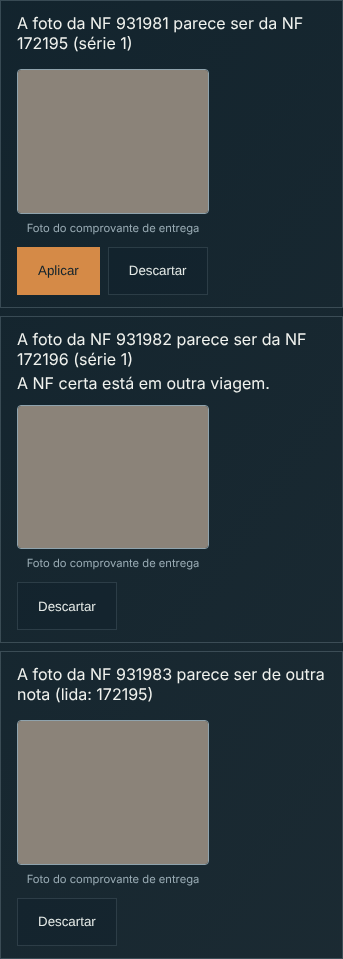 A foto da NF 931981 parece ser da NF
172195 (série 1)
Foto do comprovante de entrega
Aplicar
Descartar
A foto da NF 931982 parece ser da NF
172196 (série 1)
A NF certa está em outra viagem.
Foto do comprovante de entrega
Descartar
A foto da NF 931983 parece ser de outra
nota (lida: 172195)
Foto do comprovante de entrega
Descartar